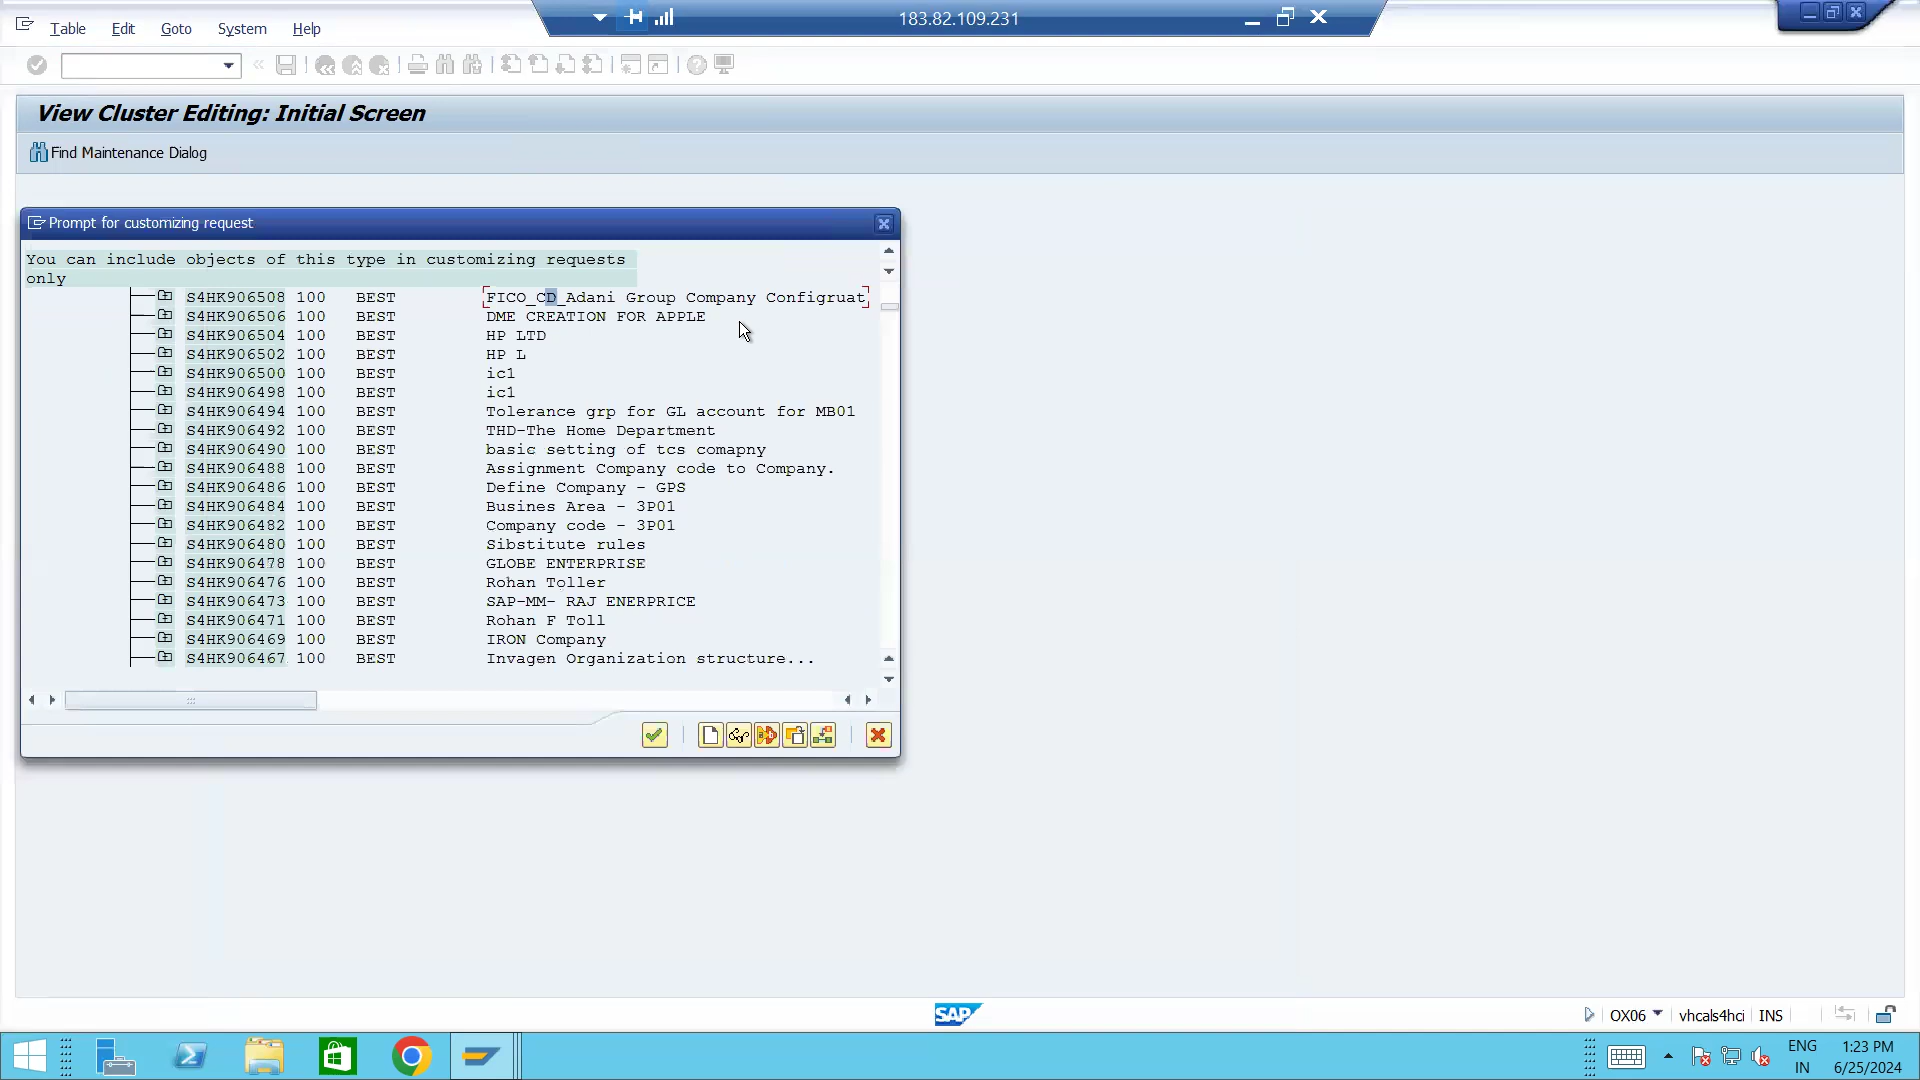 Table Edit Goto System Help
183.82.109.231
View Cluster Editing: Initial Screen
Find Maintenance Dialog
Prompt for customizing request
You can include objects of this type in customizing requests
only
S4HK906508 100 BEST FICO_CD_Adani Group Company Configruat
S4HK906506 100 BEST DME CREATION FOR APPLE
S4HK906504 100 BEST HP LTD
S4HK906502 100 BEST HP L
S4HK906500 100 BEST ic1
S4HK906498 100 BEST ic1
S4HK906494 100 BEST Tolerance grp for GL account for MB01
S4HK906492 100 BEST THD-The Home Department
S4HK906490 100 BEST basic setting of tcs comapny
S4HK906488 100 BEST Assignment Company code to Company.
S4HK906486 100 BEST Define Company - GPS
S4HK906484 100 BEST Busines Area - 3P01
S4HK906482 100 BEST Company code - 3P01
S4HK906480 100 BEST Sibstitute rules
S4HK906478 100 BEST GLOBE ENTERPRISE
S4HK906476 100 BEST Rohan Toller
S4HK906473 100 BEST SAP-MM- RAJ ENERPRICE
S4HK906471 100 BEST Rohan F Toll
S4HK906469 100 BEST IRON Company
S4HK906467 100 BEST Invagen Organization structure...
SAP
OX06 vhcals4hci INS
ENG 1:23 PM
IN 6/25/2024